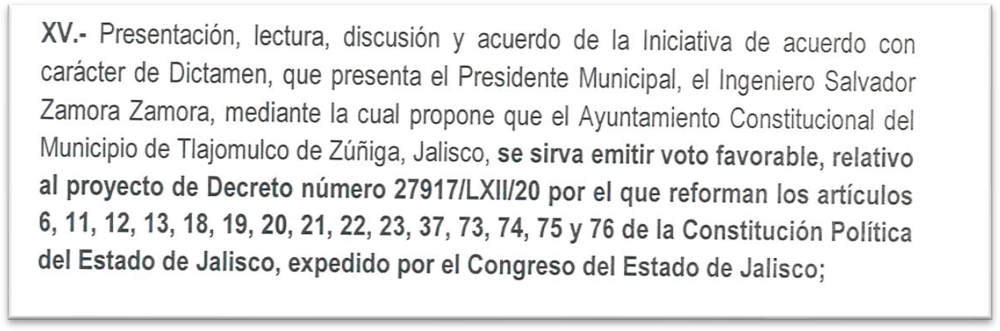 XV.- Presentación, lectura, discusión y acuerdo de la Iniciativa de acuerdo con
carácter de Dictamen, que presenta el Presidente Municipal, el Ingeniero Salvador
Zamora Zamora, mediante la cual propone que el Ayuntamiento Constitucional del
Municipio de Tlajomulco de Zúñiga, Jalisco, se sirva emitir voto favorable, relativo
al proyecto de Decreto número 27917/LXII/20 por el que reforman los artículos
6, 11, 12, 13, 18, 19, 20, 21, 22, 23, 37, 73, 74, 75 y 76 de la Constitución Política
del Estado de Jalisco, expedido por el Congreso del Estado de Jalisco;